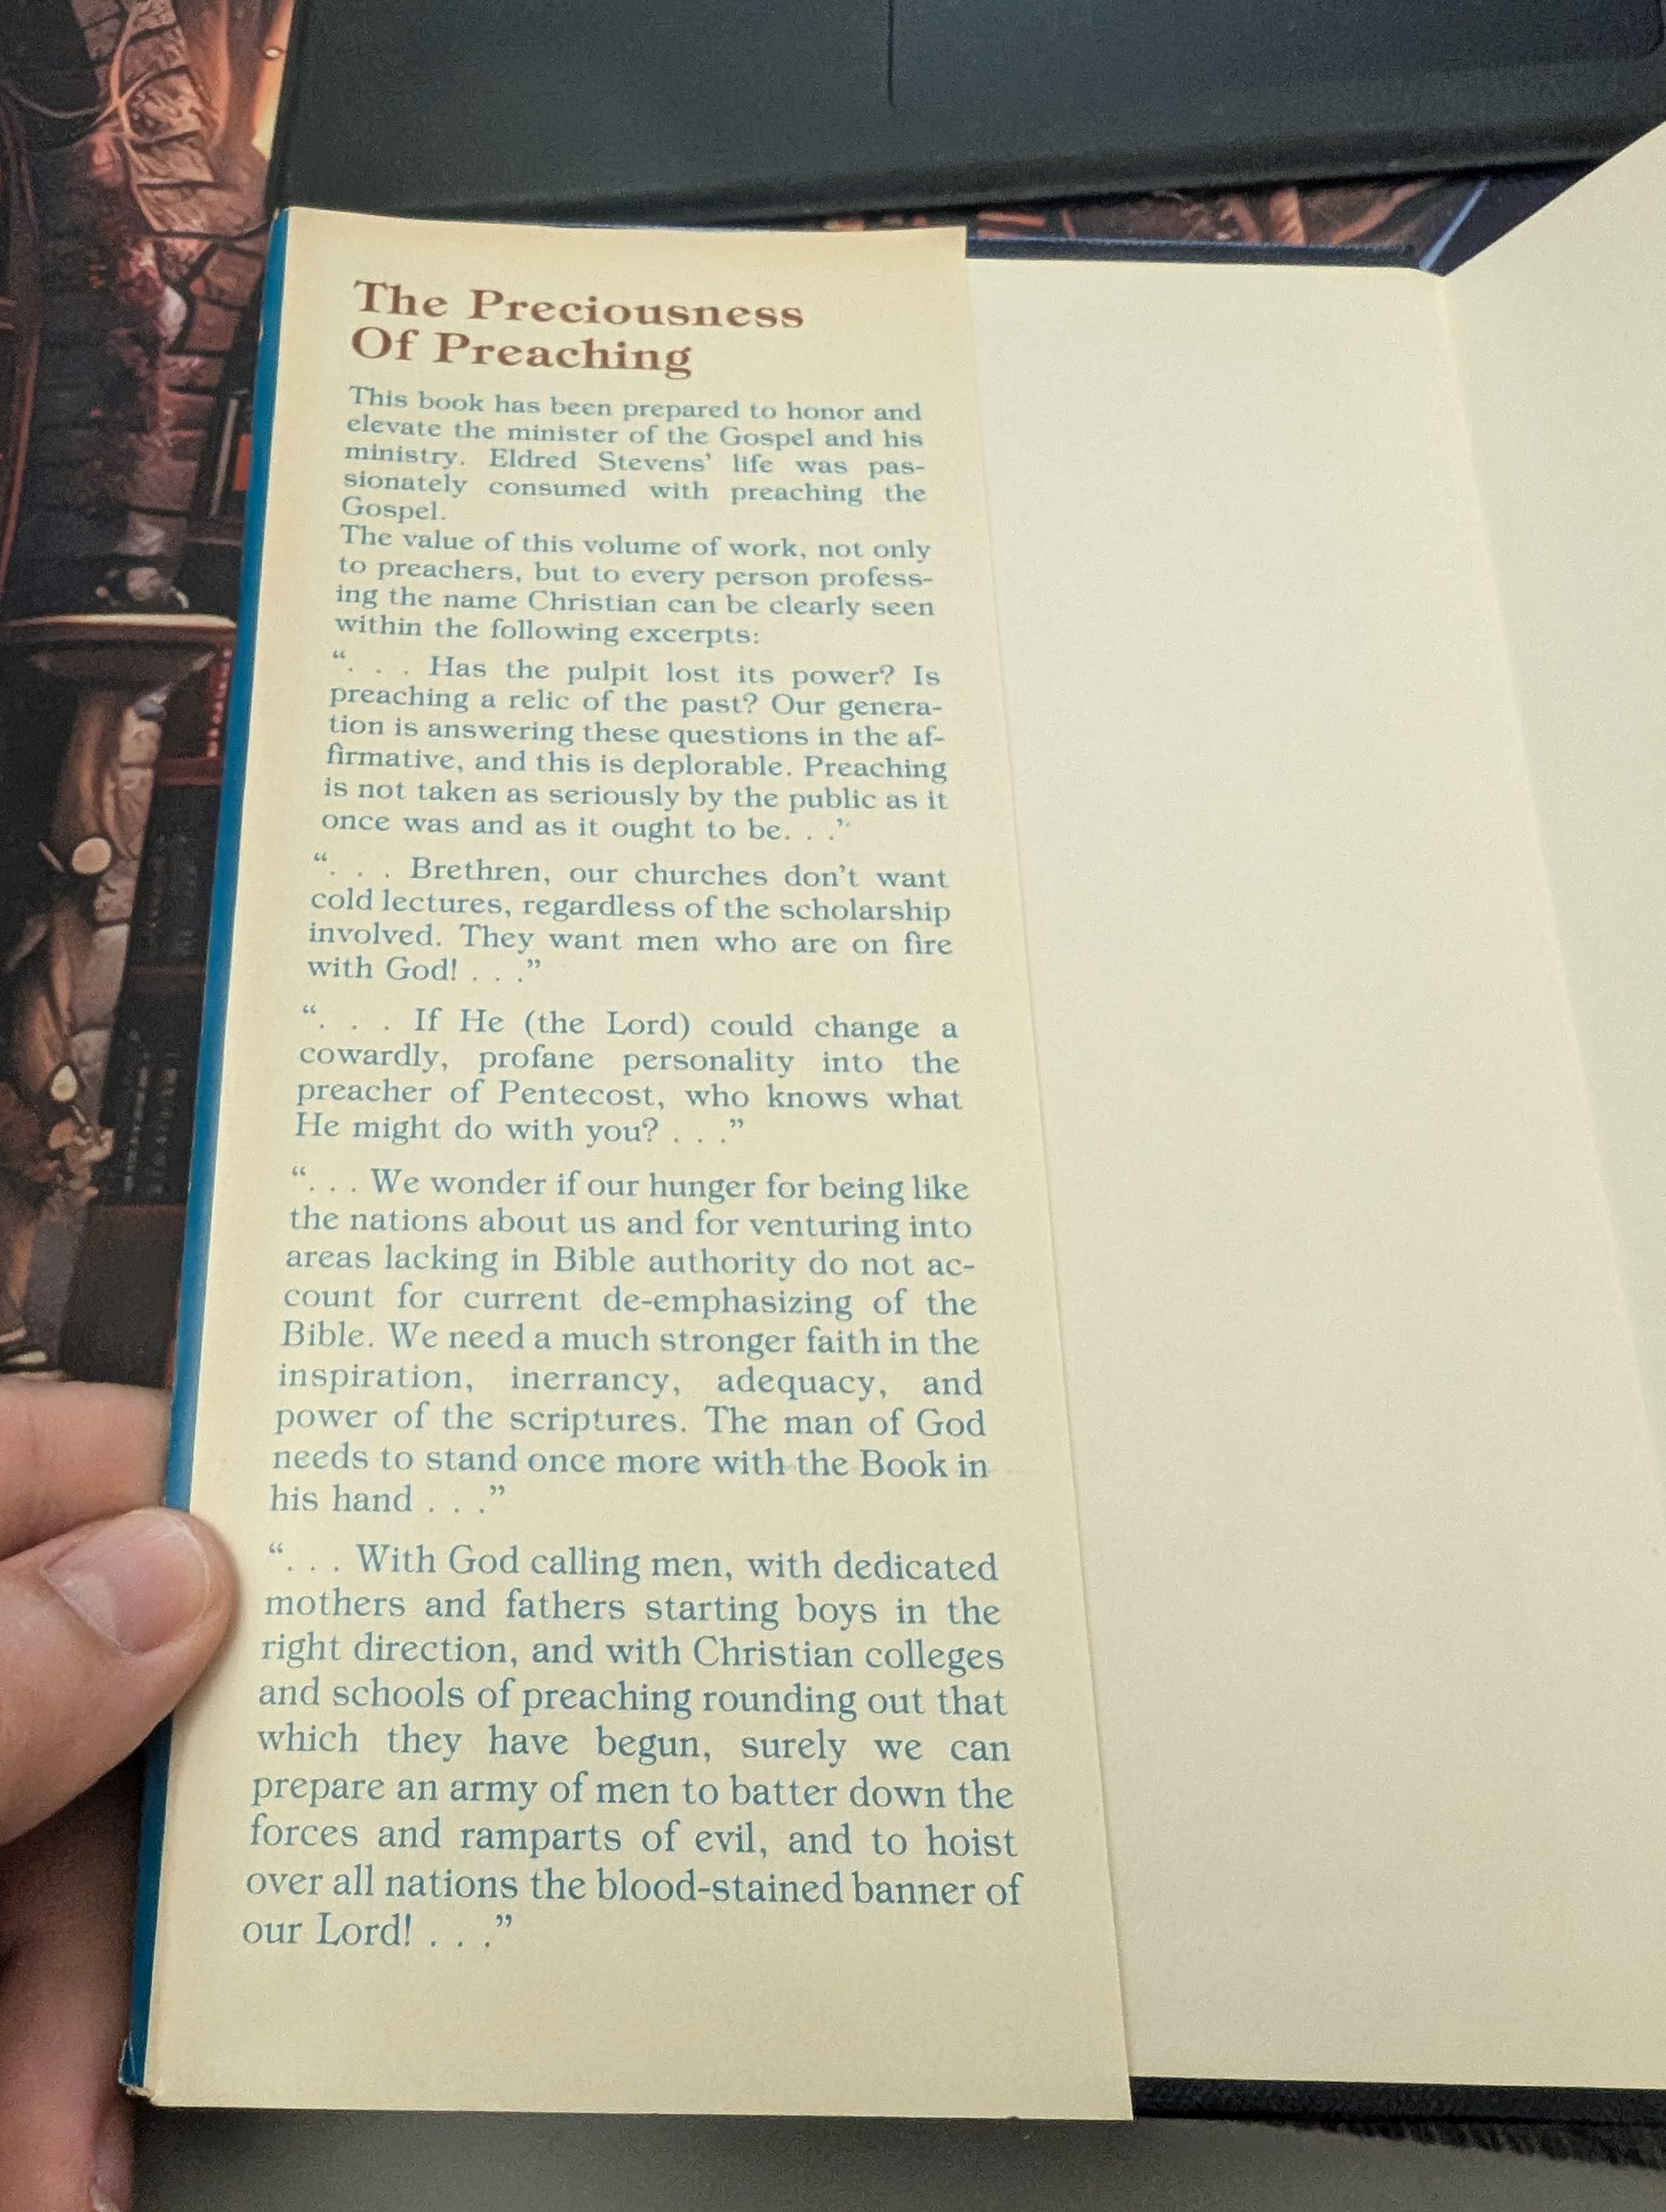 The Preciousness
Of Preaching
This book has been prepared to honor and
elevate the minister of the Gospel and his
ministry. Eldred Stevens' life was pas-
sionately consumed with preaching the
Gospel.
The value of this volume of work, not only
to preachers, but to every person profess-
ing the name Christian can be clearly seen
within the following excerpts:
“. . . Has the pulpit lost its power? Is
preaching a relic of the past? Our genera-
tion is answering these questions in the af-
firmative, and this is deplorable. Preaching
is not taken as seriously by the public as it
once was and as it ought to be. . .”
“. . . Brethren, our churches don't want
cold lectures, regardless of the scholarship
involved. They want men who are on fire
with God! . . .”
“. . . If He (the Lord) could change a
cowardly, profane personality into the
preacher of Pentecost, who knows what
He might do with you? . . .”
“. . . We wonder if our hunger for being like
the nations about us and for venturing into
areas lacking in Bible authority do not ac-
count for current de-emphasizing of the
Bible. We need a much stronger faith in the
inspiration, inerrancy, adequacy, and
power of the scriptures. The man of God
needs to stand once more with the Book in
his hand . . .”
“. . . With God calling men, with dedicated
mothers and fathers starting boys in the
right direction, and with Christian colleges
and schools of preaching rounding out that
which they have begun, surely we can
prepare an army of men to batter down the
forces and ramparts of evil, and to hoist
over all nations the blood-stained banner of
our Lord! . . .”